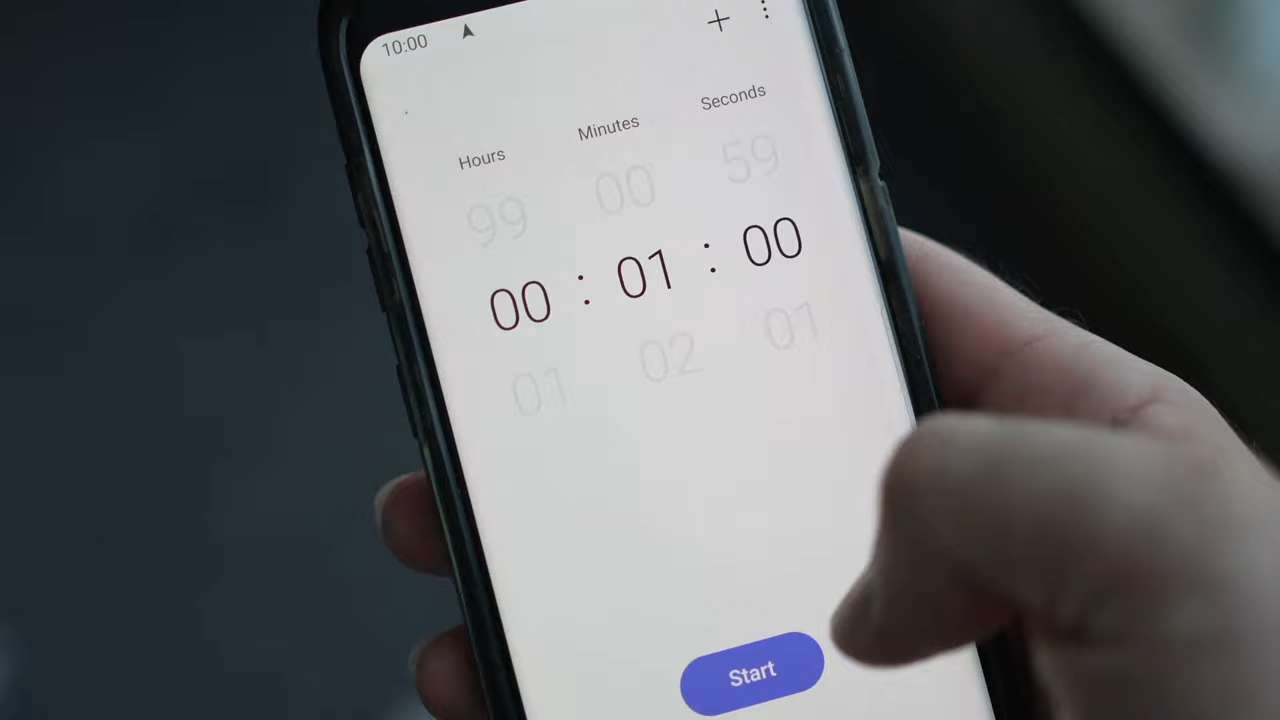 10:00
Hours Minutes Seconds
99 00 59
00 : 01 : 00
01 02 01
Start